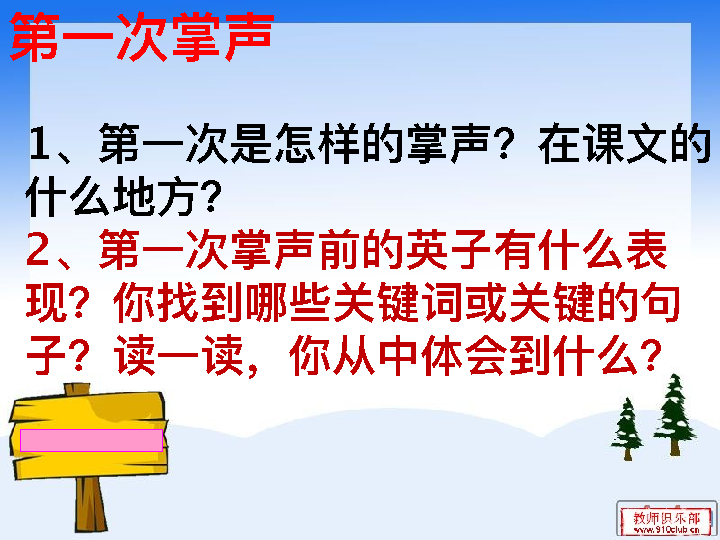 第一次掌声
1、第一次是怎样的掌声？在课文的
什么地方？
2、第一次掌声前的英子有什么表
现？你找到哪些关键词或关键的句
子？读一读，你从中体会到什么？
教师俱乐部
www.910club.cn